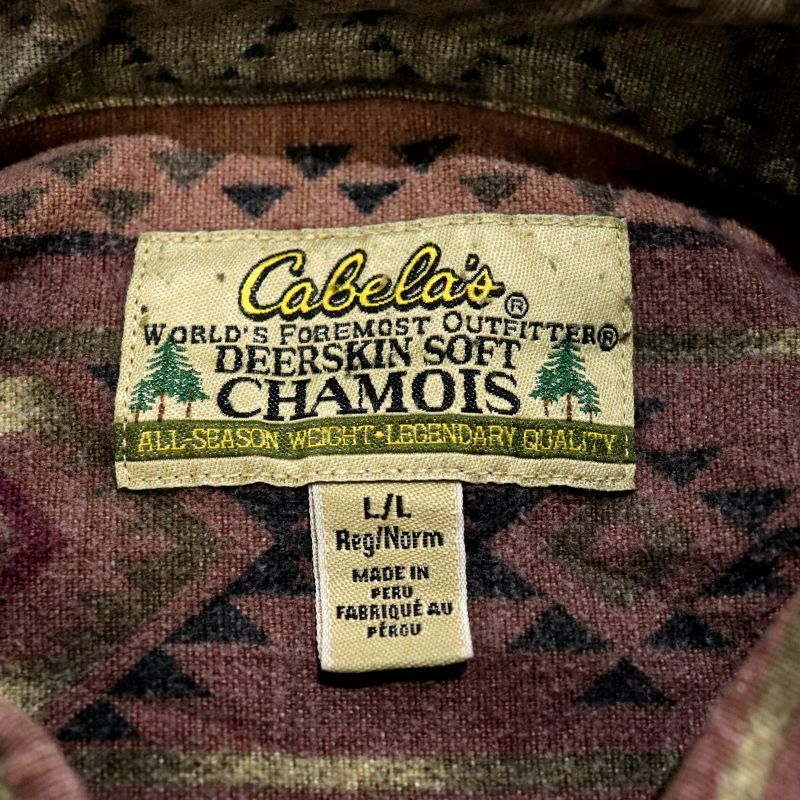 Cabela's®
WORLD'S FOREMOST OUTFITTER®
DEERSKIN SOFT
CHAMOIS
ALL-SEASON WEIGHT•LEGENDARY QUALITY
L/L
Reg/Norm
MADE IN
PERU
FABRIQUÉ AU
PÉROU